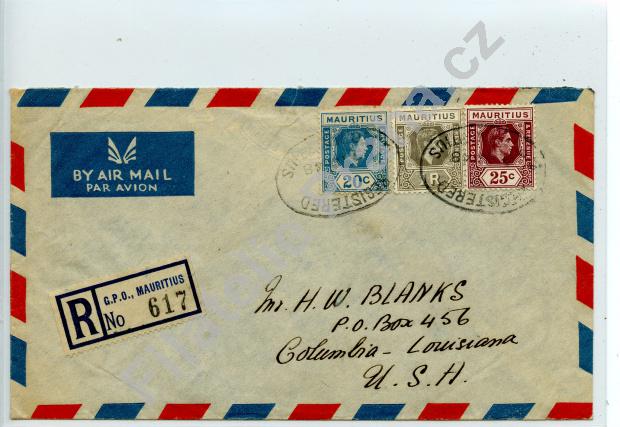 BY AIR MAIL
PAR AVION
MAURITIUS
POSTAGE
20c
MAURITIUS
MAURITIUS
POSTAGE
25c
REGISTERED
REGISTERED
R
G.P.O., MAURITIUS
No 617
Mr. H. W. BLANKS
P.O. Box 456
Columbia - Louisiana
U. S. A.